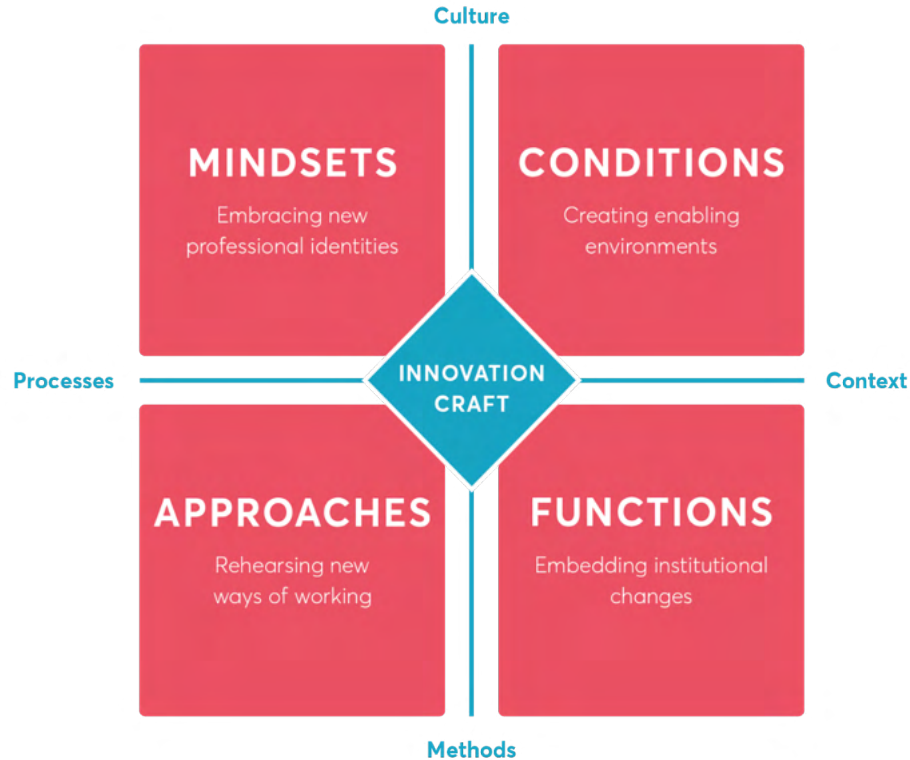 Culture
MINDSETS
Embracing new
professional identities
CONDITIONS
Creating enabling
environments
Processes
INNOVATION
CRAFT
Context
APPROACHES
Rehearsing new
ways of working
FUNCTIONS
Embedding institutional
changes
Methods